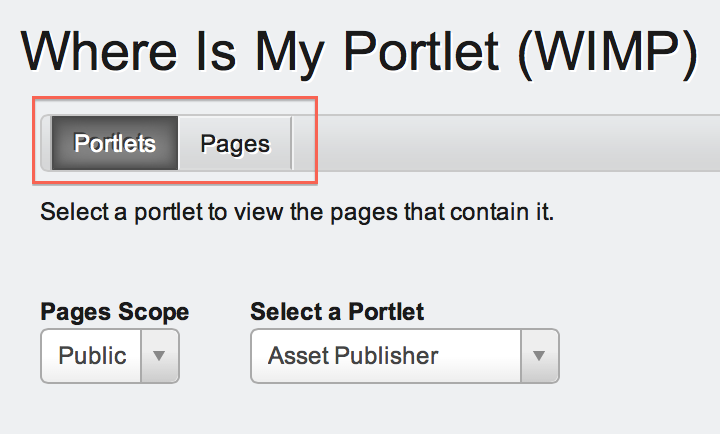 Where Is My Portlet (WIMP)
Portlets Pages
Select a portlet to view the pages that contain it.
Pages Scope Select a Portlet
Public Asset Publisher